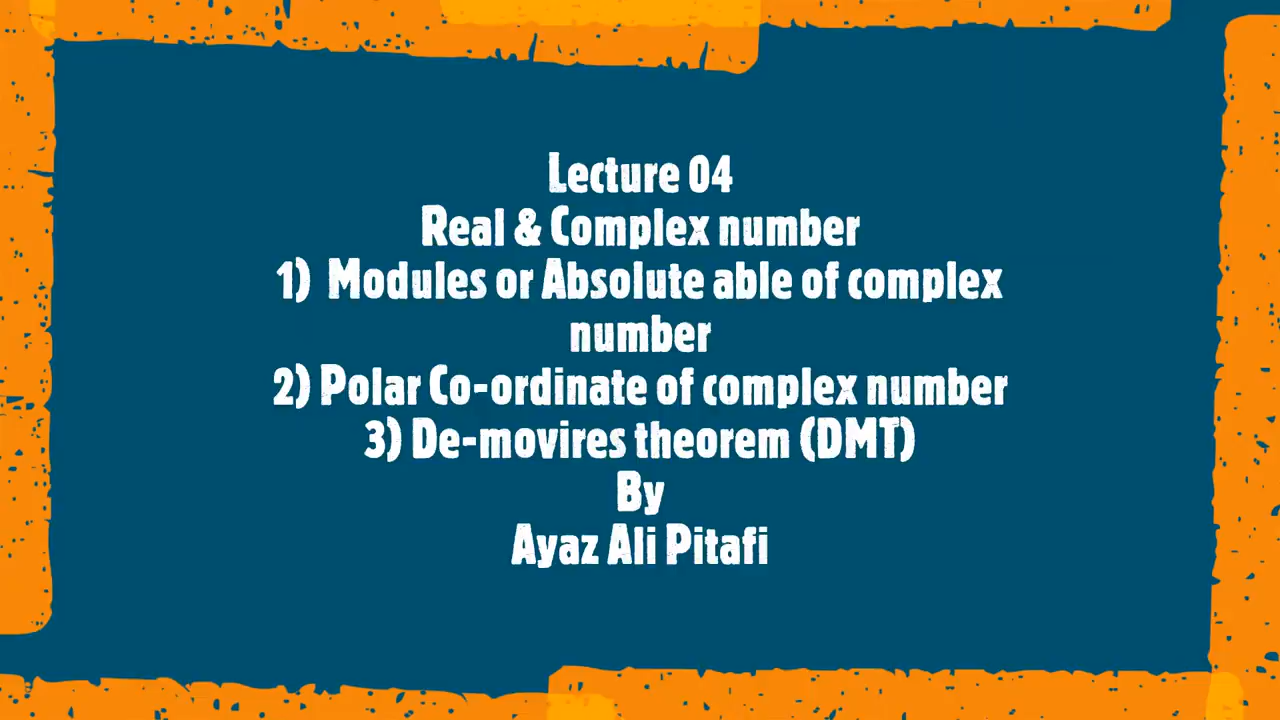 Lecture 04
Real & Complex number
1) Modules or Absolute able of complex
number
2) Polar Co-ordinate of complex number
3) De-movires theorem (DMT)
By
Ayaz Ali Pitafi